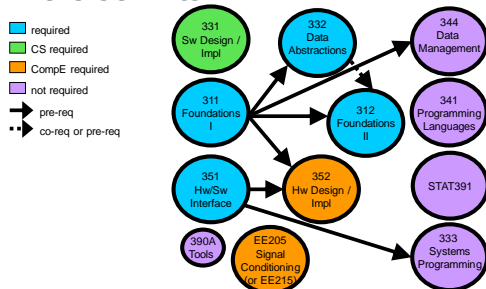 required
CS required
CompE required
not required
pre-req
co-req or pre-req
331
Sw Design /
Impl
332
Data
Abstractions
344
Data
Management
311
Foundations
I
312
Foundations
II
341
Programming
Languages
351
Hw/Sw
Interface
352
Hw Design /
Impl
STAT391
390A
Tools
EE205
Signal
Conditioning
(or EE215)
333
Systems
Programming